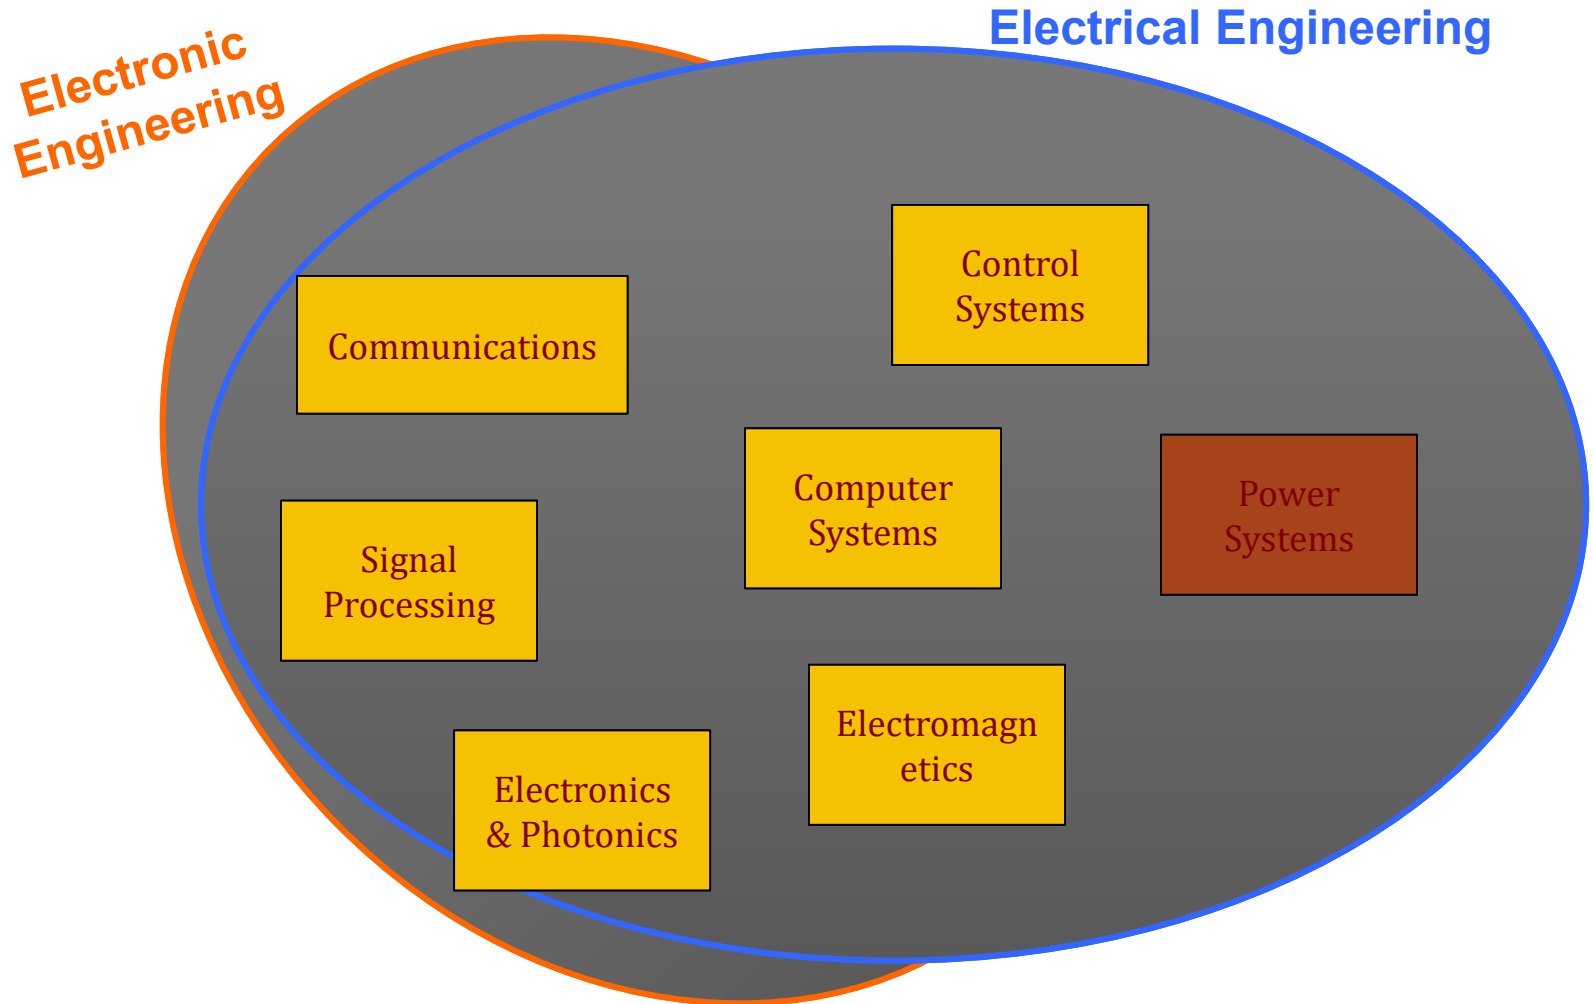 Electronic
Engineering
Electrical Engineering
Control
Systems
Communications
Computer
Systems
Power
Systems
Signal
Processing
Electromagn
etics
Electronics
& Photonics